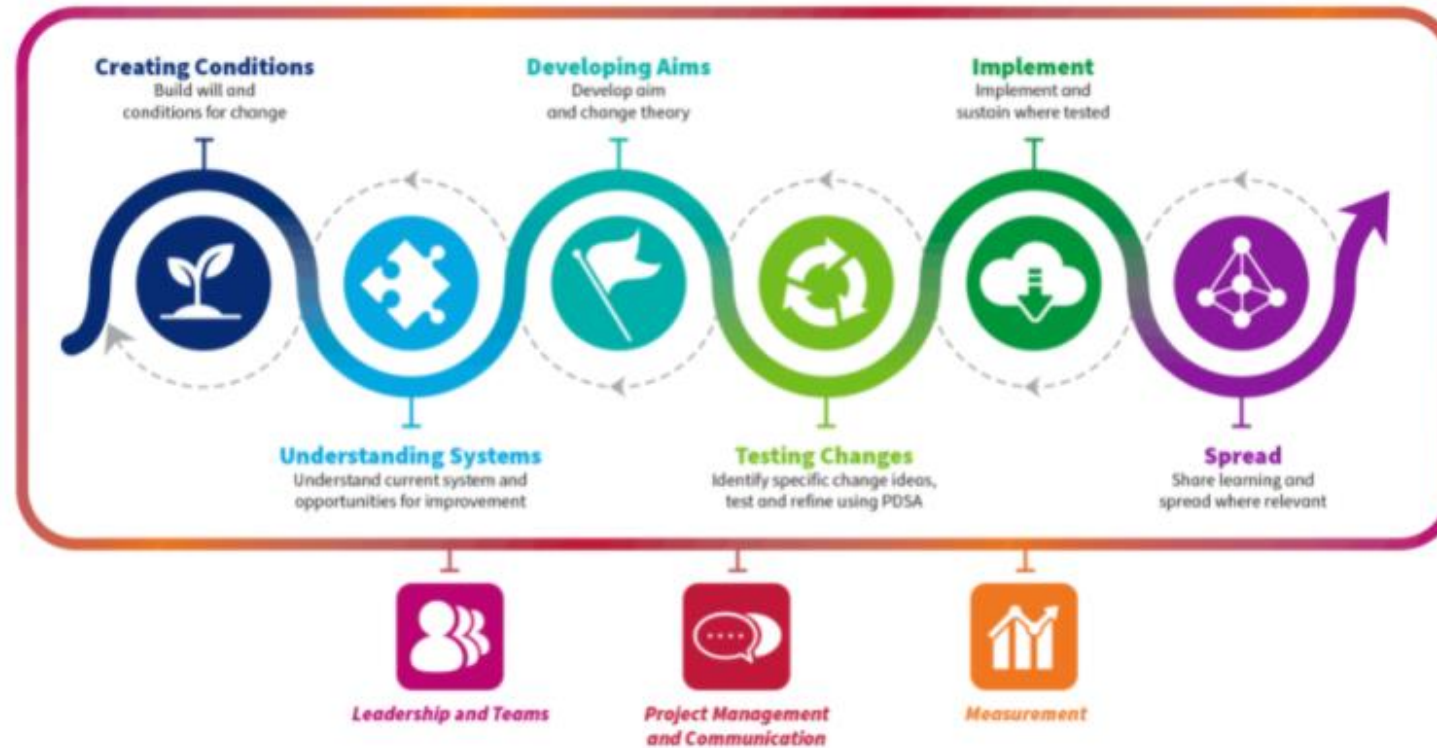 Creating Conditions
Build will and
conditions for change
Developing Aims
Develop aim
and change theory
Implement
Implement and
sustain where tested
Understanding Systems
Understand current system and
opportunities for improvement
Testing Changes
Identify specific change ideas,
test and refine using PDSA
Spread
Share learning and
spread where relevant
Leadership and Teams
Project Management
and Communication
Measurement